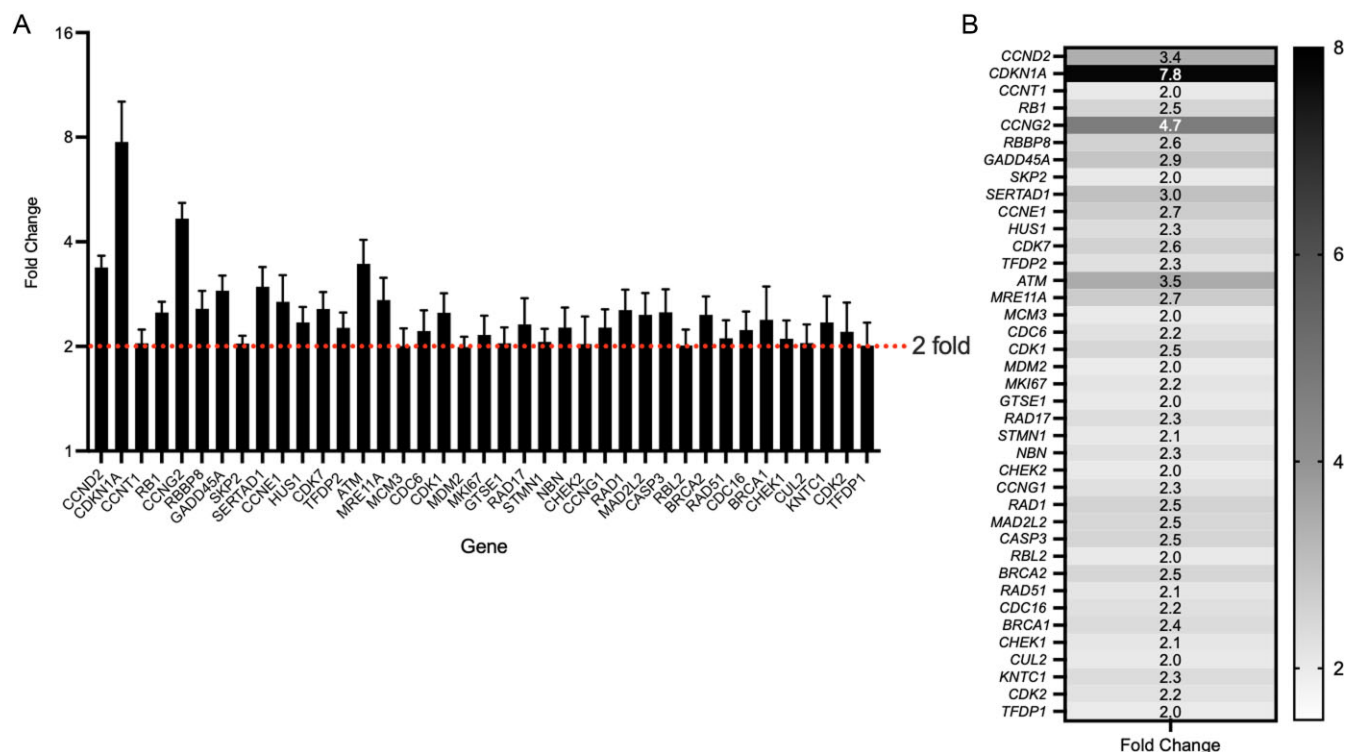 A
16
8
4
2
1
Fold Change
2 fold
CCND2
CDKN1A
CCNT1
RB1
CCNG2
RBBP8
GADD45A
SKP2
SERTAD1
CCNE1
HUS1
CDK7
TFDP2
ATM
MRE11A
MCM3
CDC6
CDK1
MDM2
MKI67
GTSE1
RAD17
STMN1
NBN
CHEK2
CCNG1
RAD1
MAD2L2
CASP3
RBL2
BRCA2
RAD51
CDC16
BRCA1
CHEK1
CUL2
KNTC1
CDK2
TFDP1
Gene
B
CCND2 3.4
CDKN1A 7.8
CCNT1 2.0
RB1 2.5
CCNG2 4.7
RBBP8 2.6
GADD45A 2.9
SKP2 2.0
SERTAD1 3.0
CCNE1 2.7
HUS1 2.3
CDK7 2.6
TFDP2 2.3
ATM 3.5
MRE11A 2.7
MCM3 2.0
CDC6 2.2
CDK1 2.5
MDM2 2.0
MKI67 2.2
GTSE1 2.0
RAD17 2.3
STMN1 2.1
NBN 2.3
CHEK2 2.0
CCNG1 2.3
RAD1 2.5
MAD2L2 2.5
CASP3 2.5
RBL2 2.0
BRCA2 2.5
RAD51 2.1
CDC16 2.2
BRCA1 2.4
CHEK1 2.1
CUL2 2.0
KNTC1 2.3
CDK2 2.2
TFDP1 2.0
Fold Change
8
6
4
2